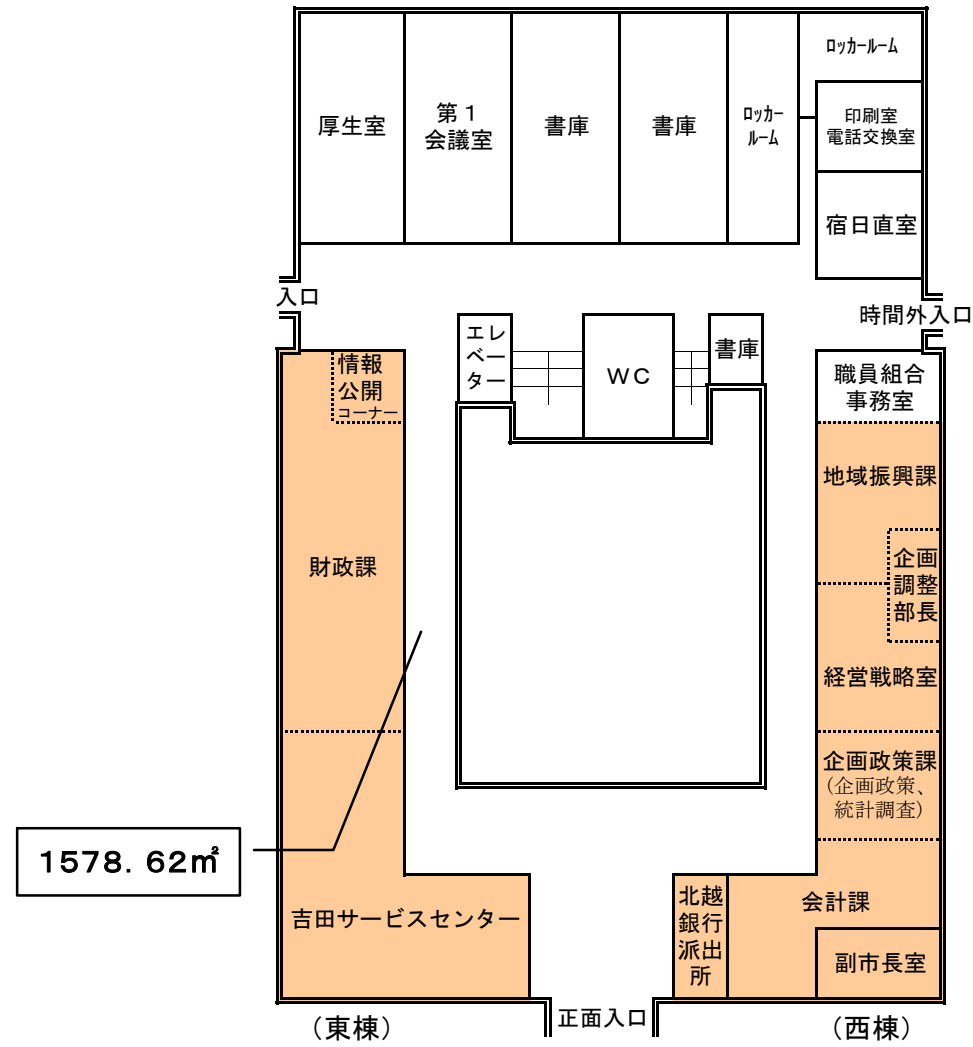 ﾛｯｶｰﾙｰﾑ
厚生室
第１
会議室
書庫
書庫
ﾛｯｶｰ
ﾙｰﾑ
印刷室
電話交換室
宿日直室
入口
時間外入口
エレ
ベー
ター
ＷＣ
書庫
情報
公開
コーナー
職員組合
事務室
地域振興課
財政課
企画
調整
部長
経営戦略室
企画政策課
(企画政策、
統計調査)
1578. 62㎡
吉田サービスセンター
北越
銀行
派出
所
会計課
副市長室
正面入口
（東棟）
（西棟）